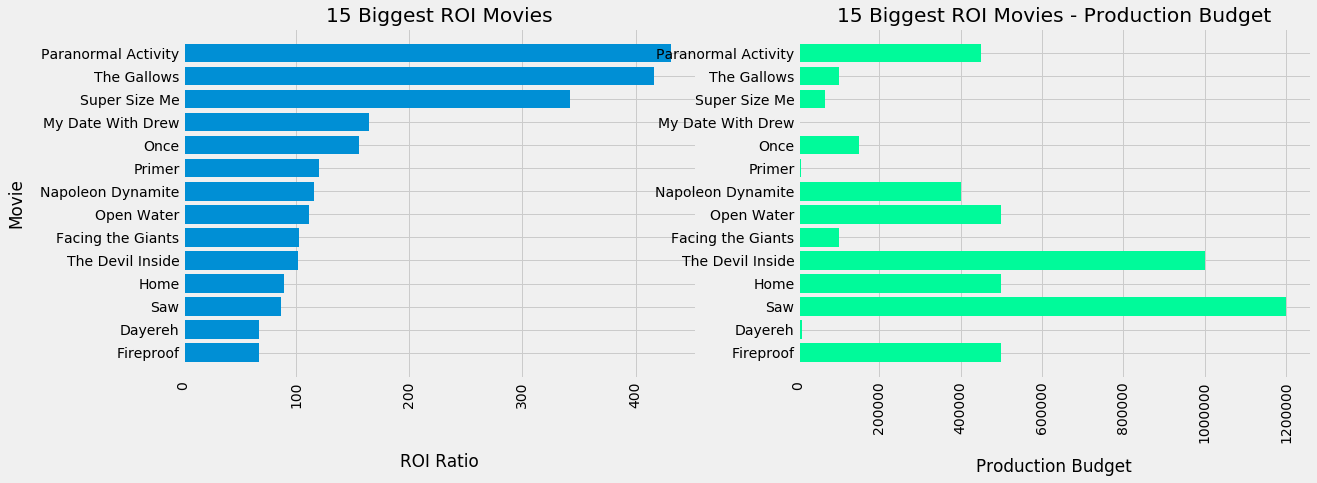 15 Biggest ROI Movies
Movie
Paranormal Activity
The Gallows
Super Size Me
My Date With Drew
Once
Primer
Napoleon Dynamite
Open Water
Facing the Giants
The Devil Inside
Home
Saw
Dayereh
Fireproof
0
100
200
300
400
ROI Ratio
15 Biggest ROI Movies - Production Budget
Paranormal Activity
The Gallows
Super Size Me
My Date With Drew
Once
Primer
Napoleon Dynamite
Open Water
Facing the Giants
The Devil Inside
Home
Saw
Dayereh
Fireproof
0
200000
400000
600000
800000
1000000
1200000
Production Budget